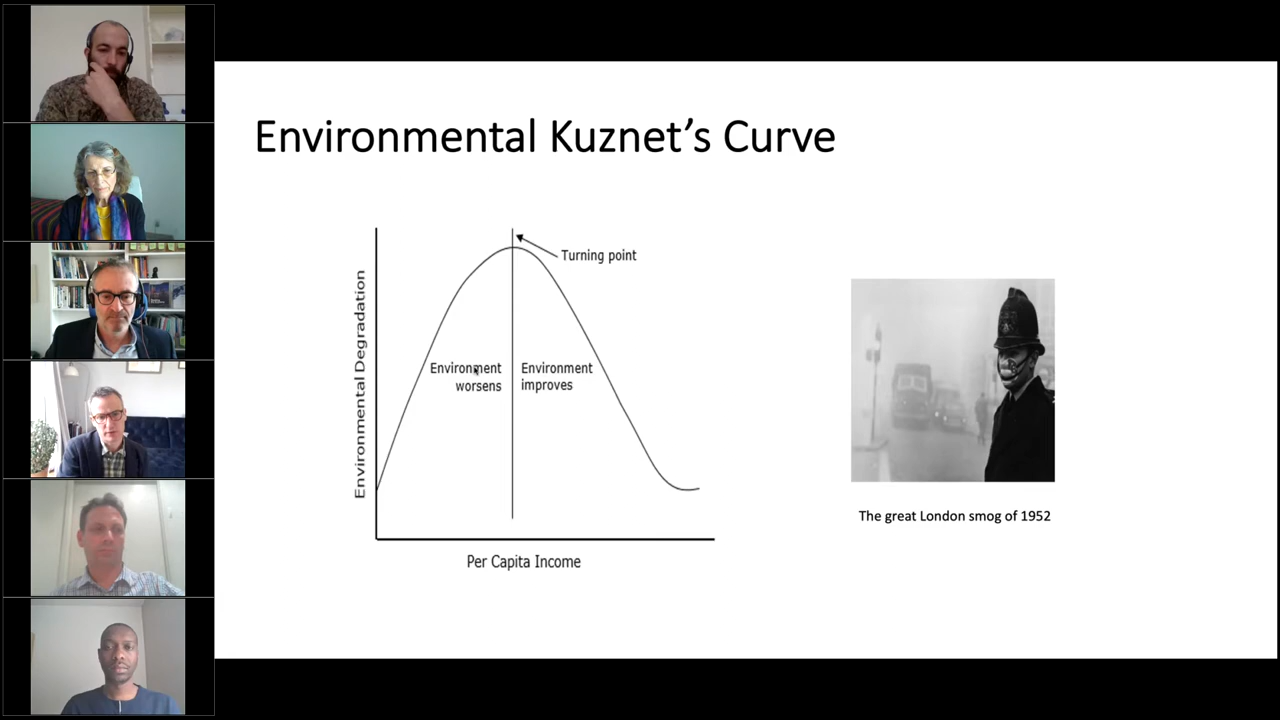 Environmental Kuznet’s Curve
Environmental Degradation
Turning point
Environment
worsens
Environment
improves
Per Capita Income
The great London smog of 1952